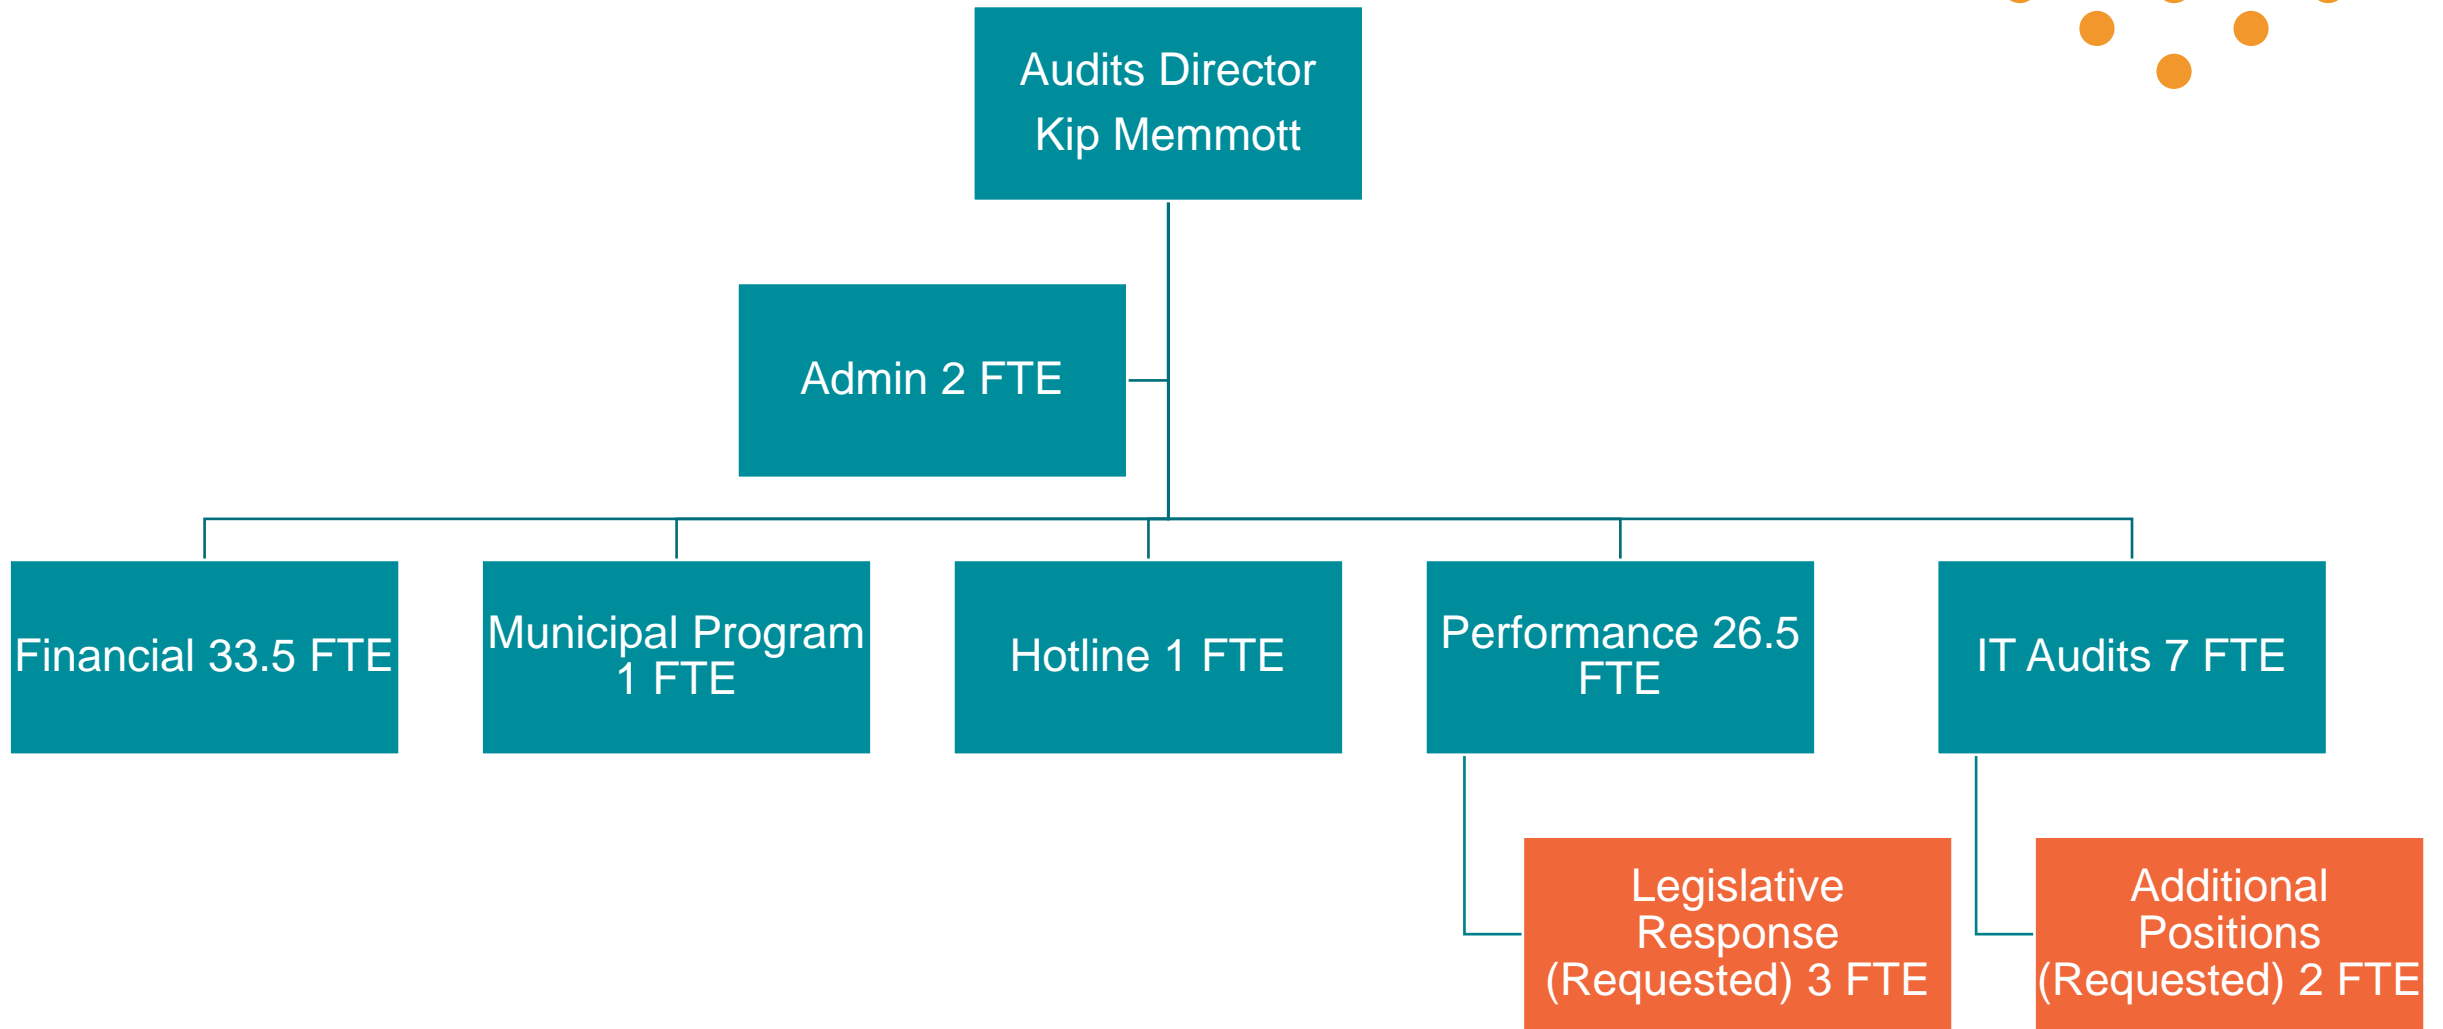 Audits Director
Kip Memmott
Admin 2 FTE
Financial 33.5 FTE
Municipal Program
1 FTE
Hotline 1 FTE
Performance 26.5
FTE
IT Audits 7 FTE
Legislative
Response
(Requested) 3 FTE
Additional
Positions
(Requested) 2 FTE